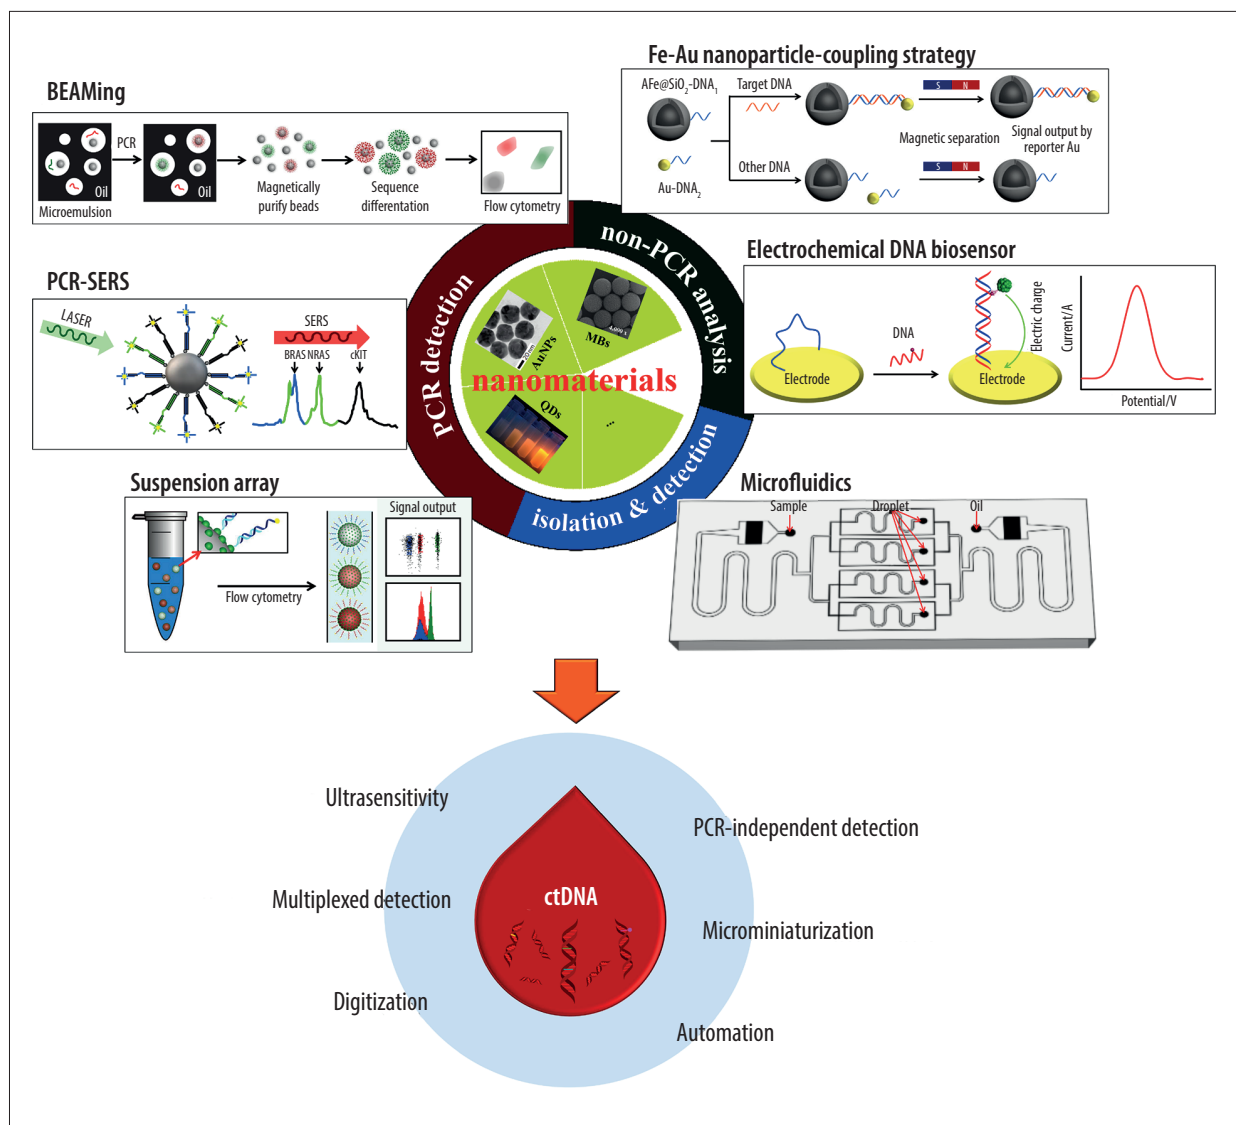 BEAMing
PCR
Oil
Oil
Microemulsion
Magnetically
purify beads
Sequence
differentation
Flow cytometry
Fe-Au nanoparticle-coupling strategy
AFe@SiO2-DNA1
Au-DNA2
Target DNA
Other DNA
S N
Magnetic separation
S N
Signal output by
reporter Au
PCR-SERS
LASER
SERS
BRAS NRAS cKIT
Electrochemical DNA biosensor
Electrode
DNA
Electrode
Electric charge
Current/A
Potential/V
PCR detection
non-PCR analysis
isolation & detection
nanomaterials
AuNPs
20 nm
MBs
QDs
...
Suspension array
Flow cytometry
Signal output
Microfluidics
Sample
Droplet
Oil
Ultrasensitivity
Multiplexed detection
Digitization
ctDNA
PCR-independent detection
Microminiaturization
Automation